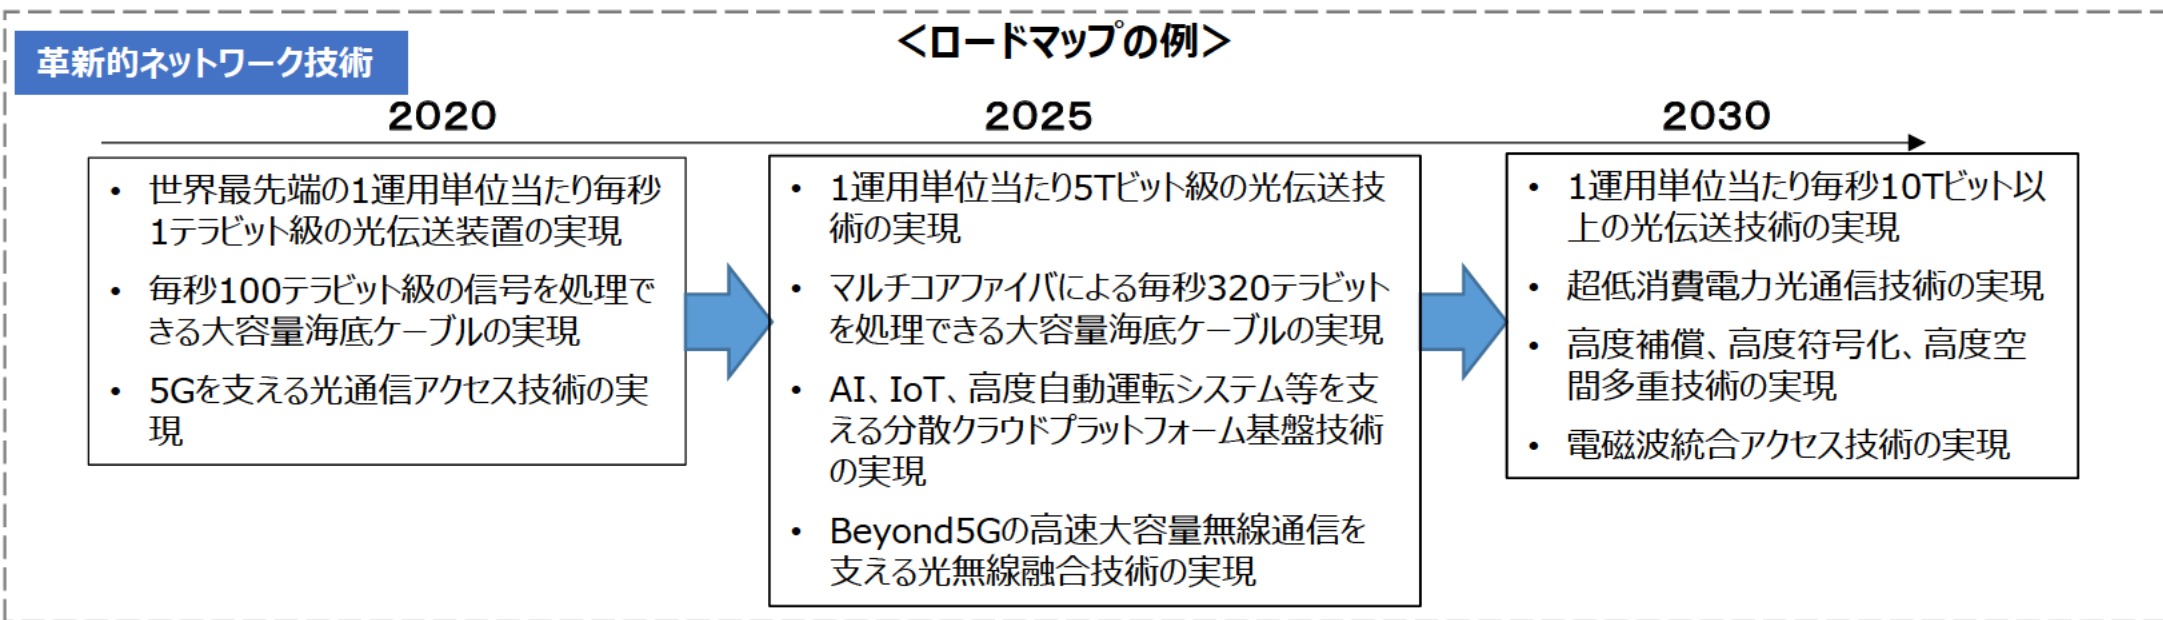 <ロードマップの例>
革新的ネットワーク技術
2020
2025
2030
• 世界最先端の1運用単位当たり毎秒
1テラビット級の光伝送装置の実現
• 毎秒100テラビット級の信号を処理で
きる大容量海底ケーブルの実現
• 5Gを支える光通信アクセス技術の実
現
• 1運用単位当たり5Tビット級の光伝送技
術の実現
• マルチコアファイバによる毎秒320テラビット
を処理できる大容量海底ケーブルの実現
• AI、IoT、高度自動運転システム等を支
える分散クラウドプラットフォーム基盤技術
の実現
• Beyond5Gの高速大容量無線通信を
支える光無線融合技術の実現
• 1運用単位当たり毎秒10Tビット以
上の光伝送技術の実現
• 超低消費電力光通信技術の実現
• 高度補償、高度符号化、高度空
間多重技術の実現
• 電磁波統合アクセス技術の実現